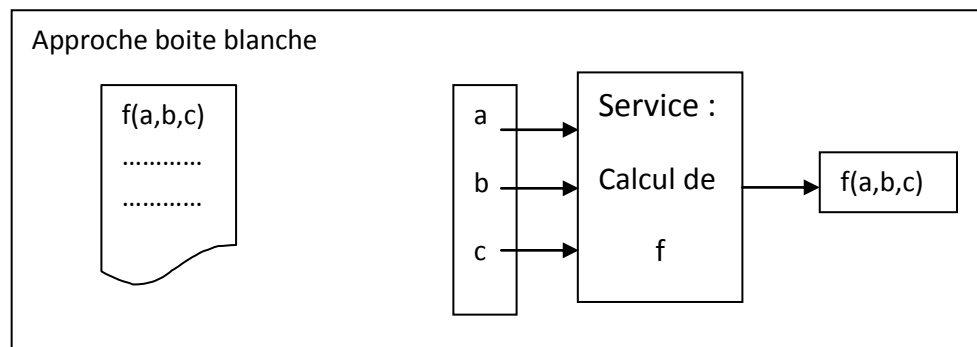 Approche boite blanche
f(a,b,c)
…………
…………
a
b
c
Service :
Calcul de
f
f(a,b,c)